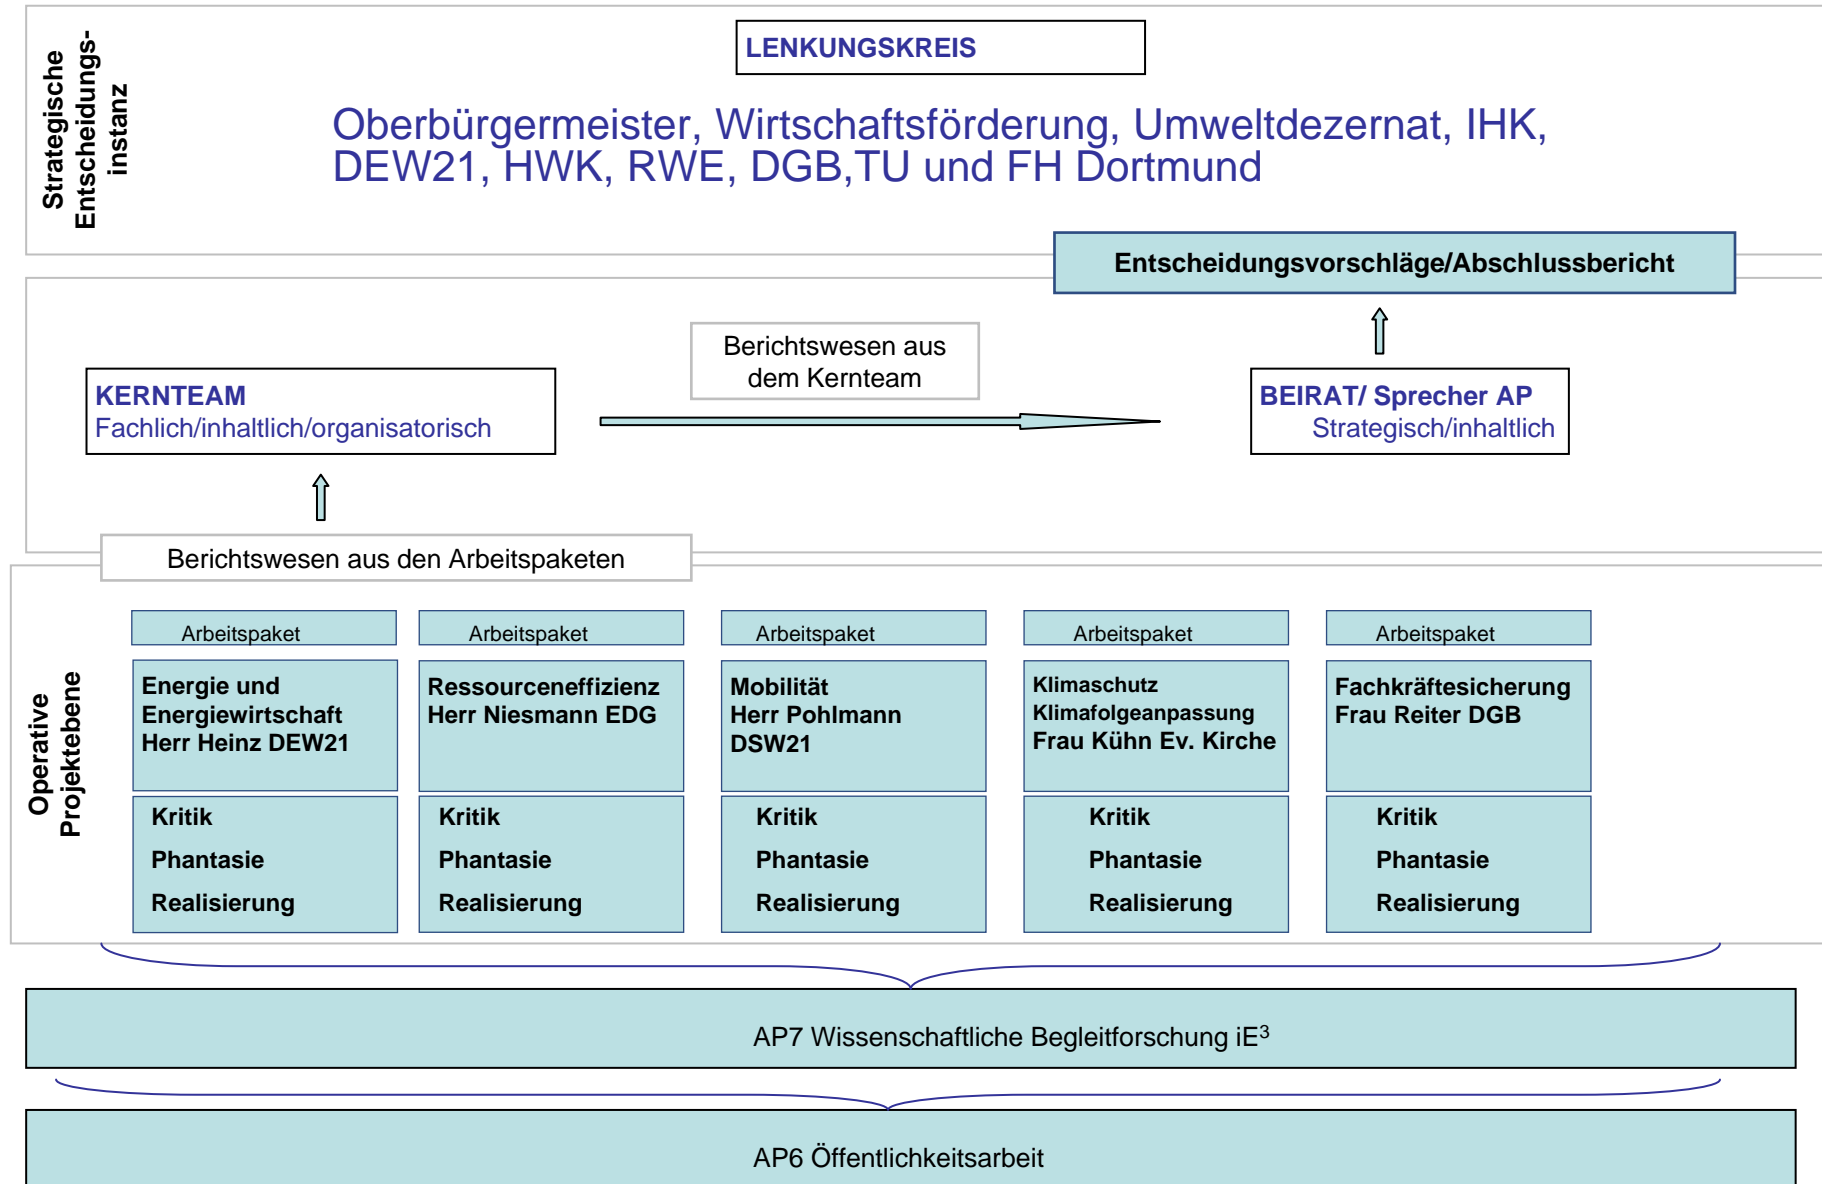 Strategische
Entscheidungs-
instanz
LENKUNGSKREIS
Oberbürgermeister, Wirtschaftsförderung, Umweltdezernat, IHK,
DEW21, HWK, RWE, DGB,TU und FH Dortmund
Entscheidungsvorschläge/Abschlussbericht
Berichtswesen aus
dem Kernteam
KERNTEAM
Fachlich/inhaltlich/organisatorisch
BEIRAT/ Sprecher AP
Strategisch/inhaltlich
Berichtswesen aus den Arbeitspaketen
Operative
Projektebene
Arbeitspaket
Energie und
Energiewirtschaft
Herr Heinz DEW21
Kritik
Phantasie
Realisierung
Arbeitspaket
Ressourceneffizienz
Herr Niesmann EDG
Kritik
Phantasie
Realisierung
Arbeitspaket
Mobilität
Herr Pohlmann
DSW21
Kritik
Phantasie
Realisierung
Arbeitspaket
Klimaschutz
Klimafolgeanpassung
Frau Kühn Ev. Kirche
Kritik
Phantasie
Realisierung
Arbeitspaket
Fachkräftesicherung
Frau Reiter DGB
Kritik
Phantasie
Realisierung
AP7 Wissenschaftliche Begleitforschung iE³
AP6 Öffentlichkeitsarbeit